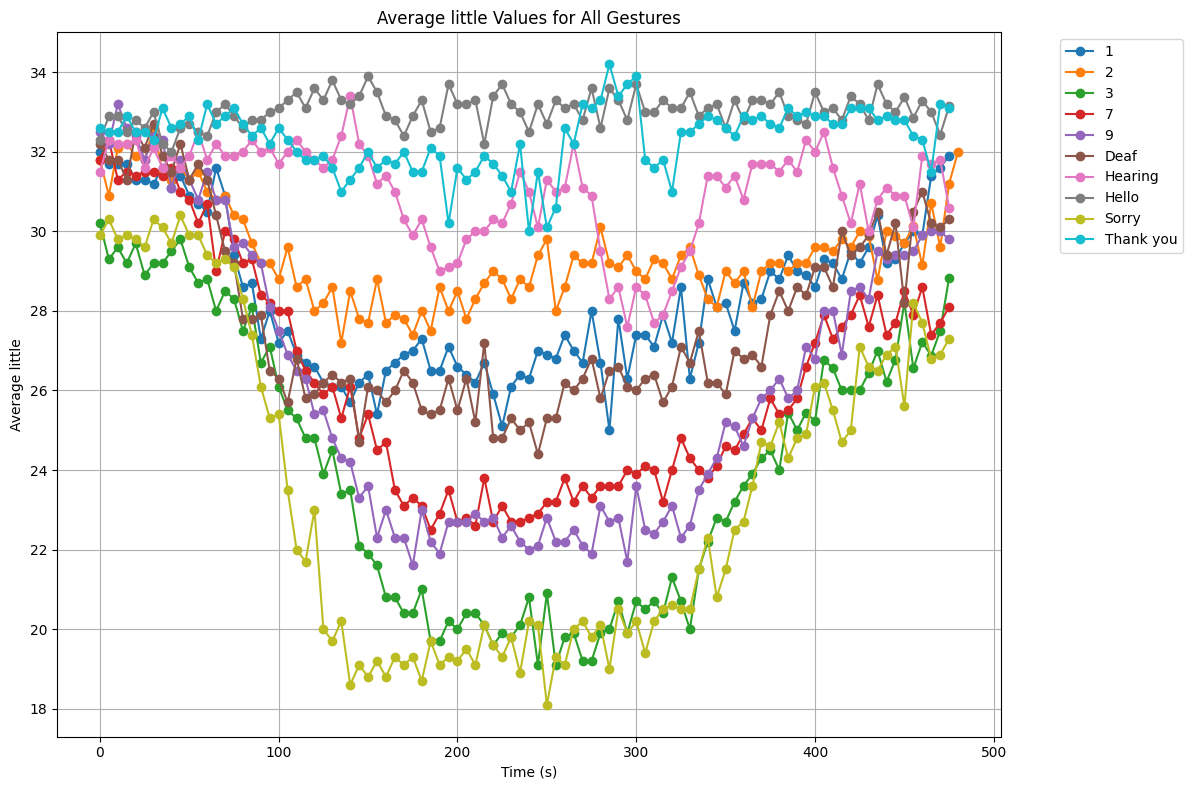 Average little Values for All Gestures
Average little
34
32
30
28
26
24
22
20
18
0 100 200 300 400 500
Time (s)
1
2
3
7
9
Deaf
Hearing
Hello
Sorry
Thank you